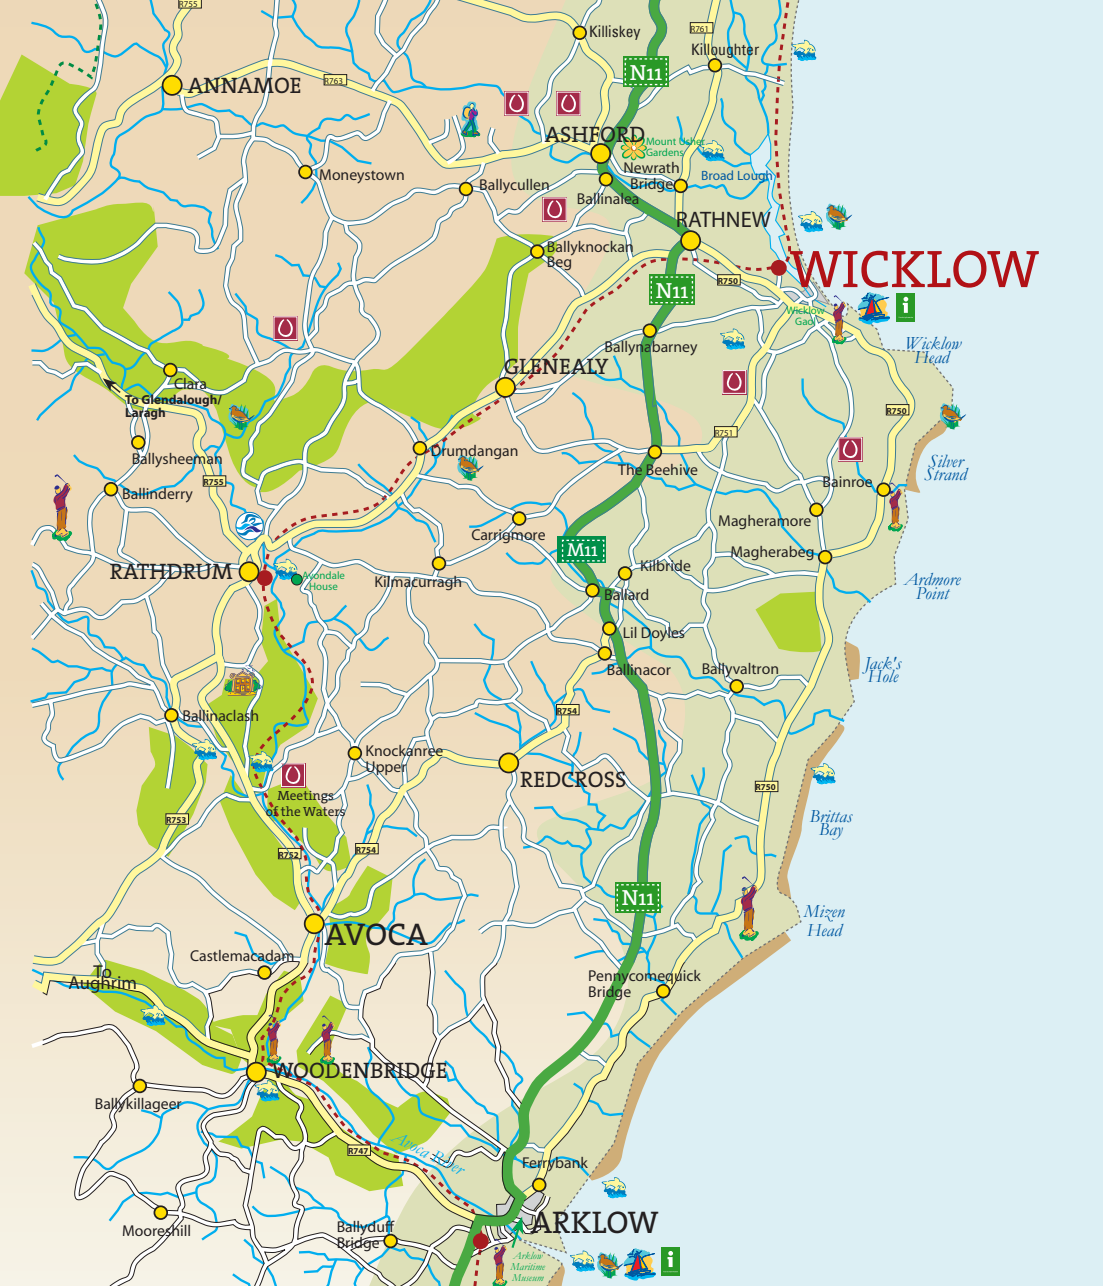 R755
Killiskey
R761
Killoughter
N11
ANNAMOE
R763
ASHFORD
Mount Usher
Gardens
Newrath
Bridge
Broad Lough
Moneystown
Ballycullen
Ballinalea
RATHNEW
Ballyknockan
Beg
WICKLOW
R750
N11
Wicklow
Gaol
i
Ballynabarney
Wicklow
Head
GLENEALY
Clara
To Glendalough/
Laragh
R750
R751
Ballysheeman
Drumdangan
The Beehive
Silver
Strand
R755
Bainroe
Ballinderry
Magheramore
Carrigmore
M11
Magherabeg
RATHDRUM
Avondale
House
Kilmacurragh
Kilbride
Ballard
Ardmore
Point
Lil Doyles
Ballinacor
Ballyvaltron
Jack's
Hole
Ballinaclash
R754
Knockanree
Upper
REDCROSS
Meetings
of the Waters
R750
R753
Brittas
Bay
R752
R754
N11
Mizen
Head
AVOCA
Castlemacadam
To
Aughrim
Pennycomequick
Bridge
WOODENBRIDGE
Ballykillageer
Avoca River
R747
Ferrybank
Mooreshill
Ballyduff
Bridge
ARKLOW
Arklow
Maritime
Museum
i